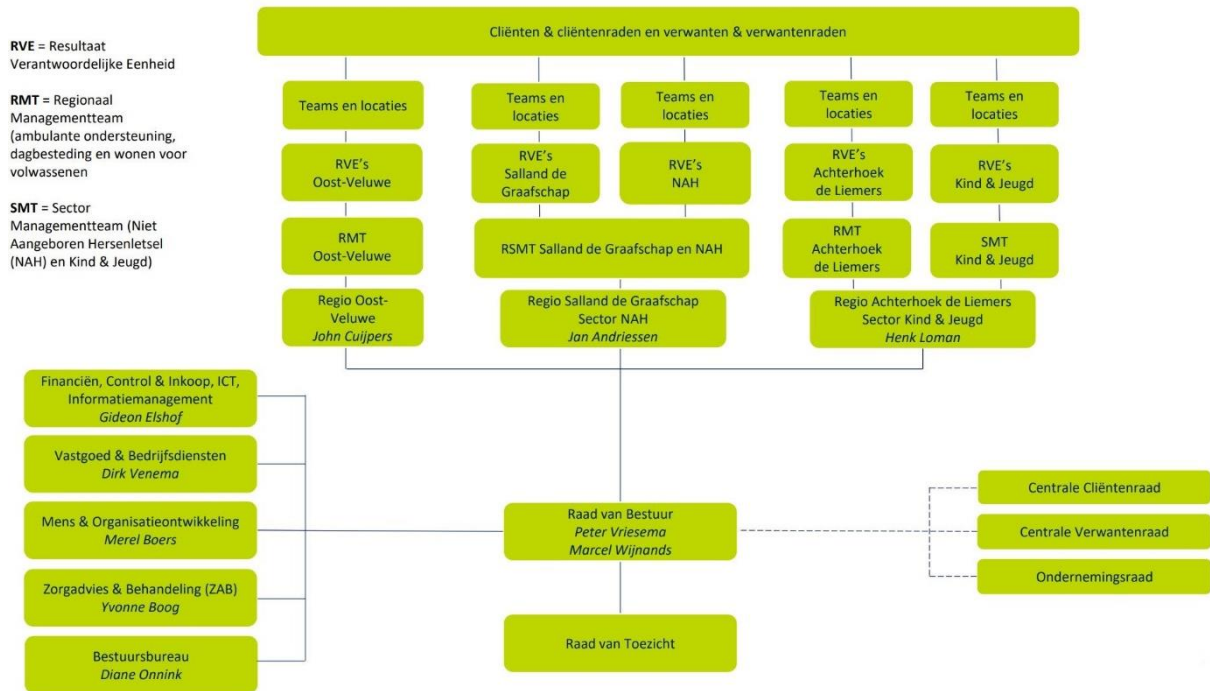 RVE = Resultaat
Verantwoordelijke Eenheid
RMT = Regionaal
Managementteam
(ambulante ondersteuning,
dagbesteding en wonen voor
volwassenen
SMT = Sector
Managementteam (Niet
Aangeboren Hersenletsel
(NAH) en Kind & Jeugd)
Cliënten & cliëntenraden en verwanten & verwantenraden
Teams en locaties
Teams en
locaties
Teams en
locaties
Teams en
locaties
Teams en
locaties
RVE's
Oost-Veluwe
RVE's
Salland de
Graafschap
RVE's
NAH
RVE's
Achterhoek
de Liemers
RVE's
Kind & Jeugd
RMT
Oost-Veluwe
RSMT Salland de Graafschap en NAH
RMT
Achterhoek
de Liemers
SMT
Kind & Jeugd
Regio Oost-
Veluwe
John Cuijpers
Regio Salland de Graafschap
Sector NAH
Jan Andriessen
Regio Achterhoek de Liemers
Sector Kind & Jeugd
Henk Loman
Financiën, Control & Inkoop, ICT,
Informatiemanagement
Gideon Elshof
Vastgoed & Bedrijfsdiensten
Dirk Venema
Mens & Organisatieontwikkeling
Merel Boers
Zorgadvies & Behandeling (ZAB)
Yvonne Boog
Bestuursbureau
Diane Onnink
Raad van Bestuur
Peter Vriesema
Marcel Wijnands
Raad van Toezicht
Centrale Cliëntenraad
Centrale Verwantenraad
Ondernemingsraad